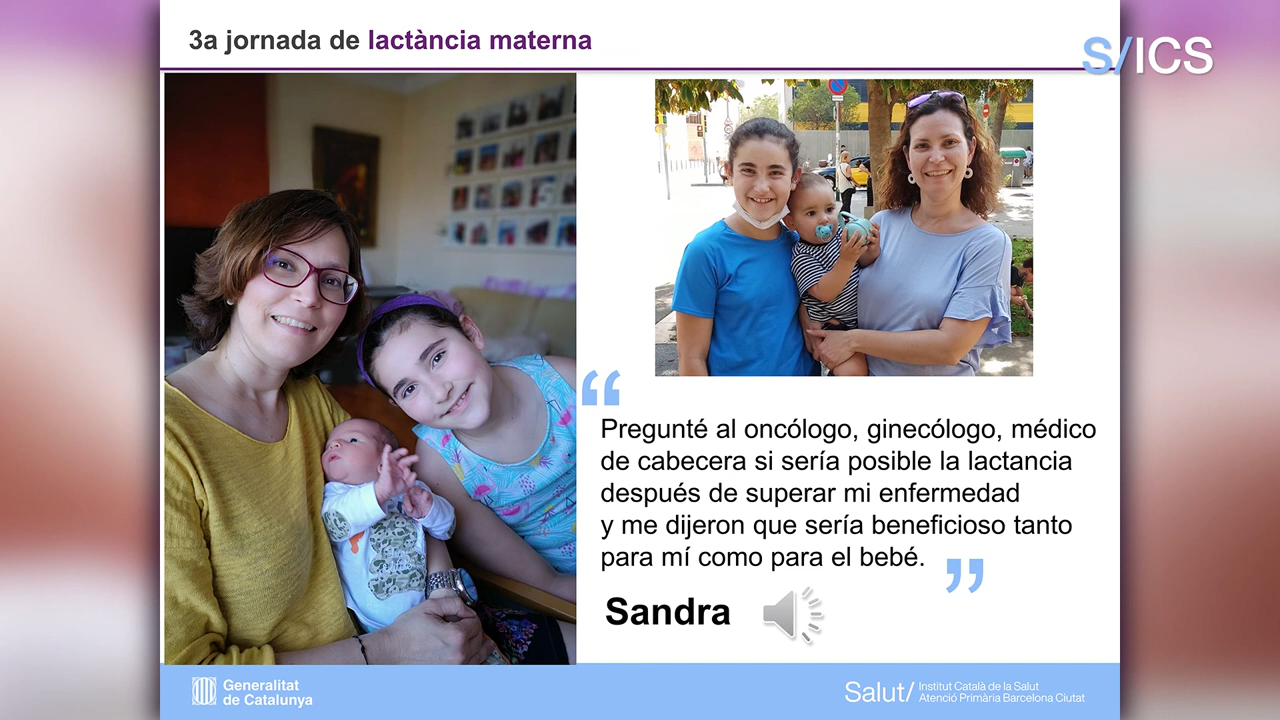 3a jornada de lactància materna
S/ICS
“
Pregunté al oncólogo, ginecólogo, médico
de cabecera si sería posible la lactancia
después de superar mi enfermedad
y me dijeron que sería beneficioso tanto
para mí como para el bebé.
”
Sandra
Generalitat
de Catalunya
Salut/
Institut Català de la Salut
Atenció Primària Barcelona Ciutat